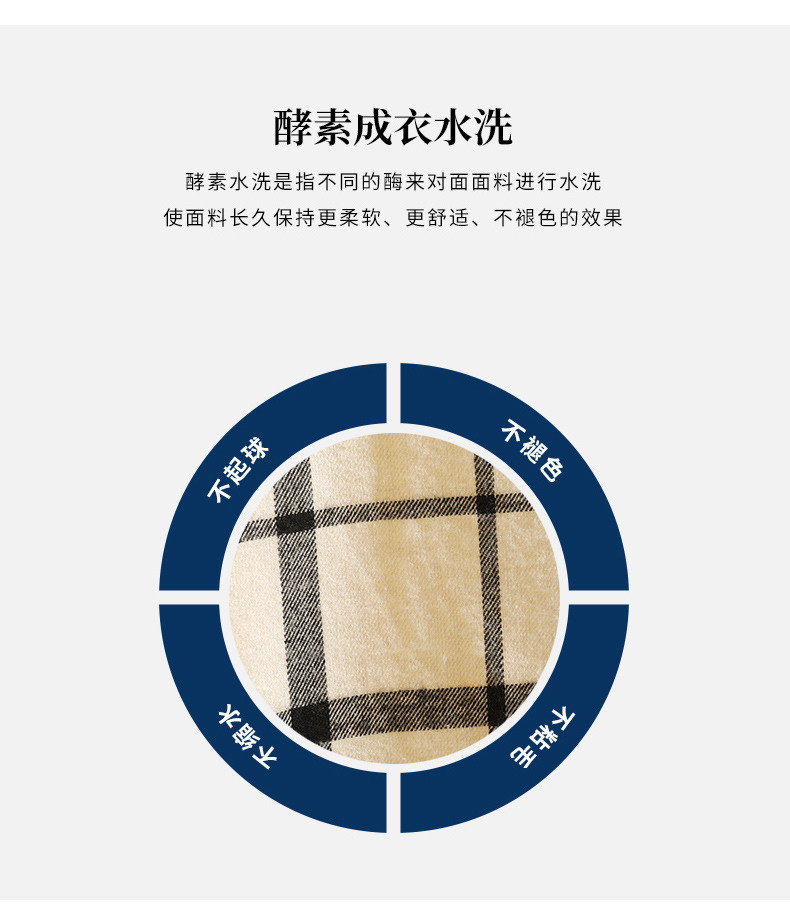 酵素成衣水洗
酵素水洗是指不同的酶来对面面料进行水洗
使面料长久保持更柔软、更舒适、不褪色的效果
不起球
不褪色
不缩水
不粘毛